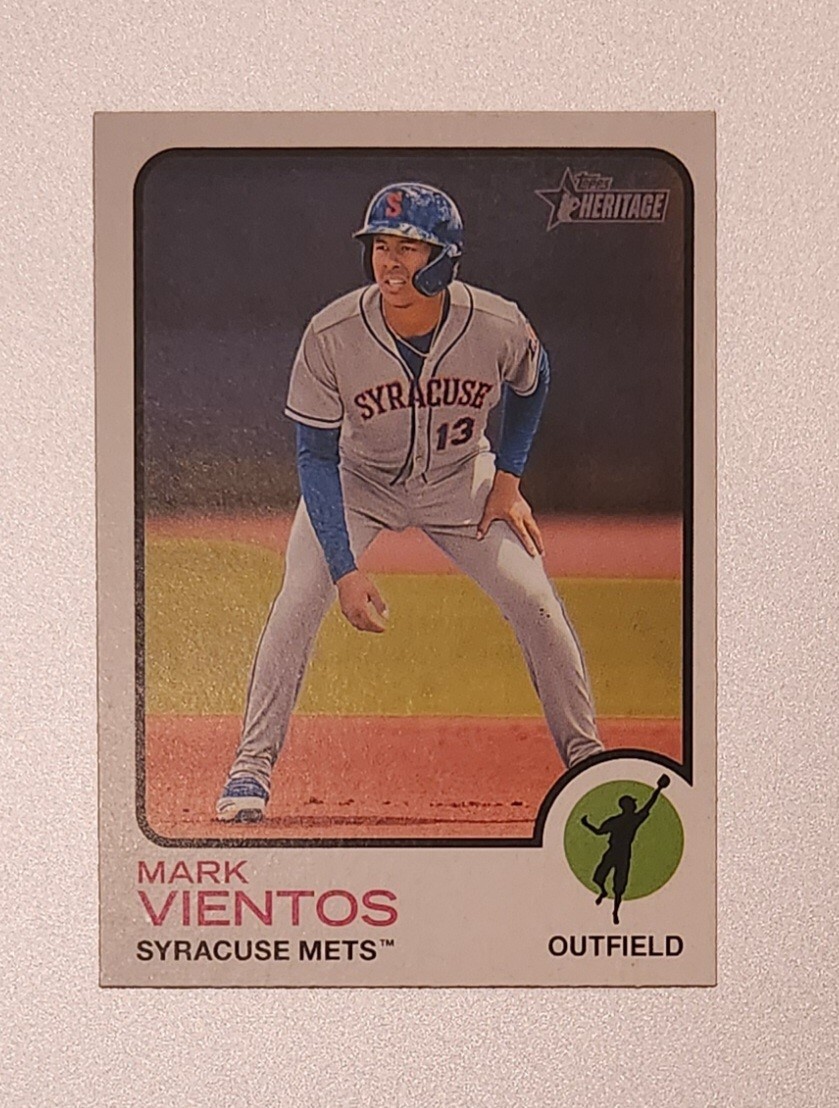 S
Topps
HERITAGE
SYRACUSE
13
MARK
VIENTOS
SYRACUSE METS™
OUTFIELD